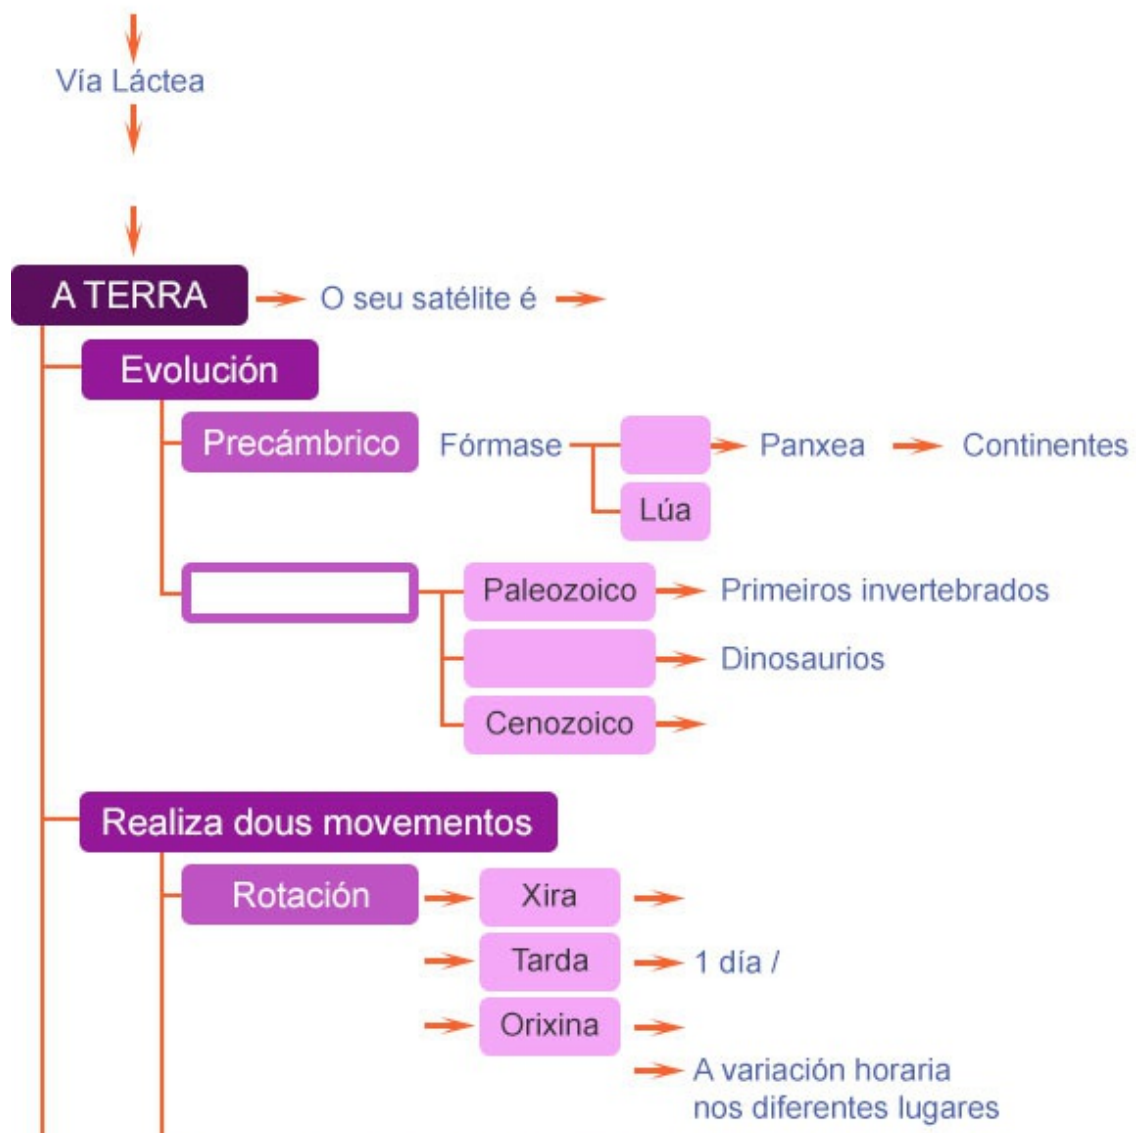 Vía Láctea
A TERRA
O seu satélite é
Evolución
Precámbrico
Fórmase
Panxea
Continentes
Lúa
Paleozoico
Primeiros invertebrados
Dinosaurios
Cenozoico
Realiza dous movementos
Rotación
Xira
Tarda
1 día /
Orixina
A variación horaria
nos diferentes lugares